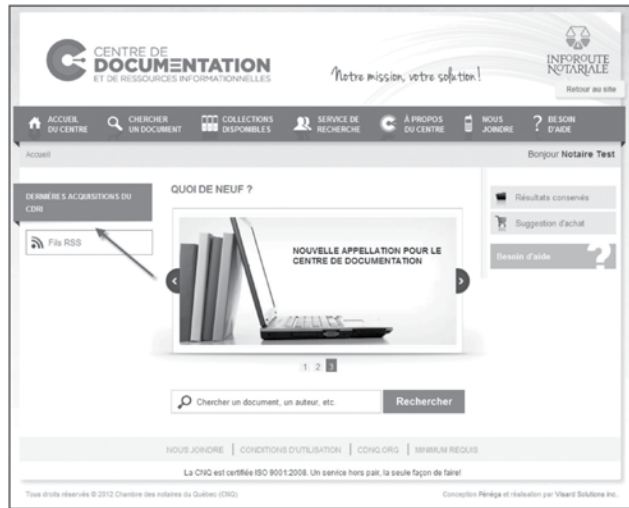 CENTRE DE
DOCUMENTATION
ET DE RESSOURCES INFORMATIONNELLES
Notre mission, votre solution!
INFOROUTE
NOTARIALE
Retour au site
ACCUEIL
DU CENTRE
CHERCHER
UN DOCUMENT
COLLECTIONS
DISPONIBLES
SERVICE DE
RECHERCHE
À PROPOS
DU CENTRE
NOUS
JOINDRE
? BESOIN
D'AIDE
Accueil
Bonjour Notaire Test
DERNIÈRES ACQUISITIONS DU
CDRI
Fils RSS
QUOI DE NEUF ?
NOUVELLE APPELLATION POUR LE
CENTRE DE DOCUMENTATION
1 2 3
Chercher un document, un auteur, etc.
Rechercher
Résultats conservés
Suggestion d'achat
Besoin d'aide ?
NOUS JOINDRE | CONDITIONS D'UTILISATION | CDNQ.ORG | MINIMUM REQUIS
La CNQ est certifiée ISO 9001:2008. Un service hors pair, la seule façon de faire!
Tous droits réservés © 2012 Chambre des notaires du Québec (CNQ)
Conception Pénéga et réalisation par Visard Solutions inc.